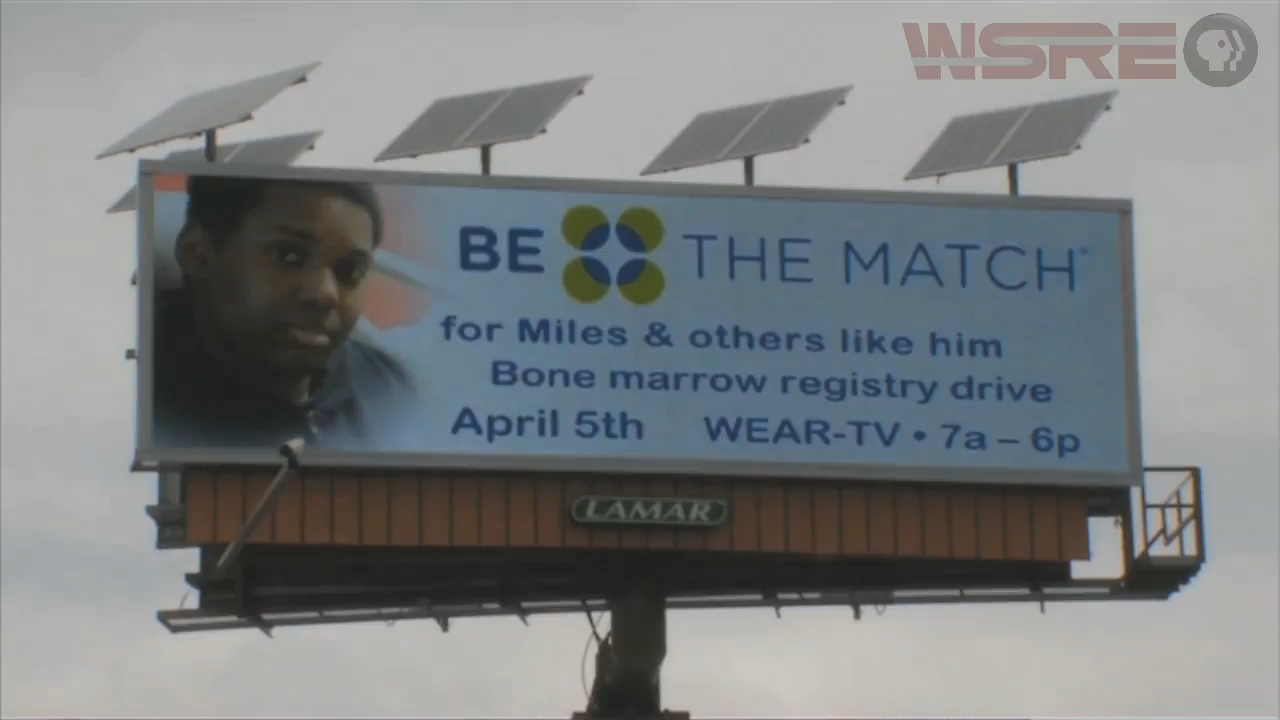 WSRE
BE THE MATCH™
for Miles & others like him
Bone marrow registry drive
April 5th WEAR-TV • 7a – 6p
LAMAR